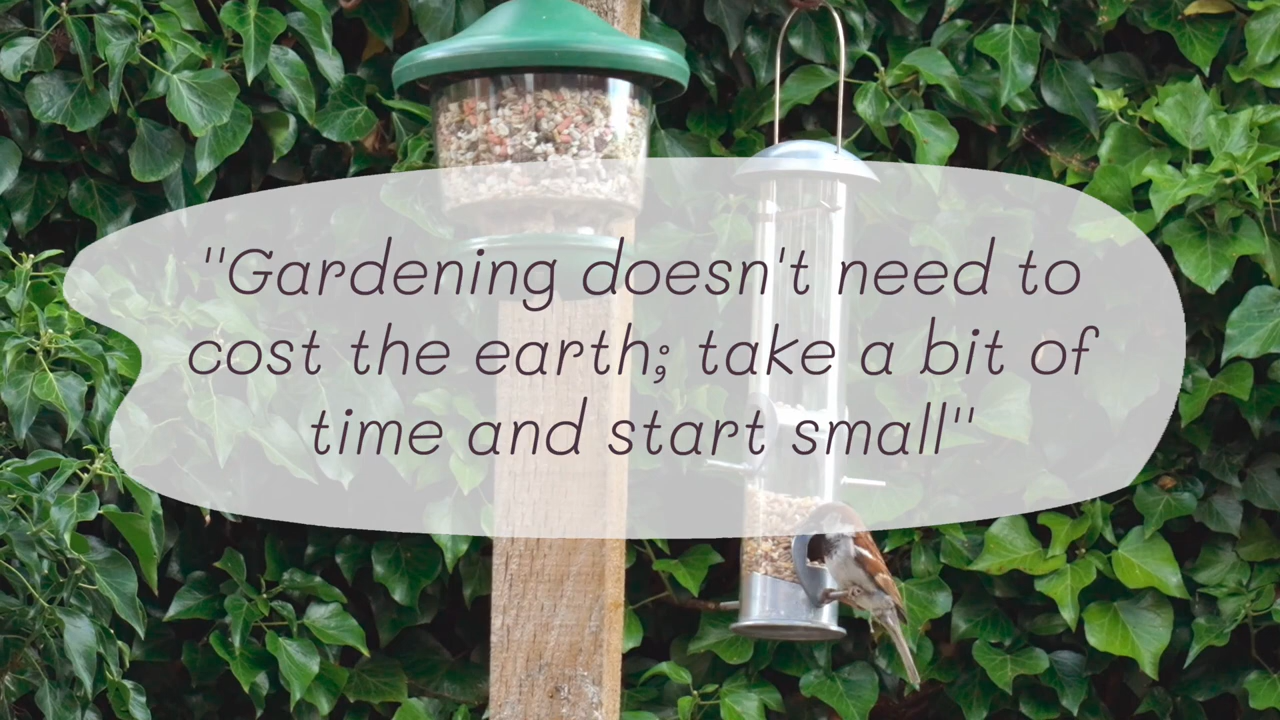 "Gardening doesn't need to
cost the earth; take a bit of
time and start small"